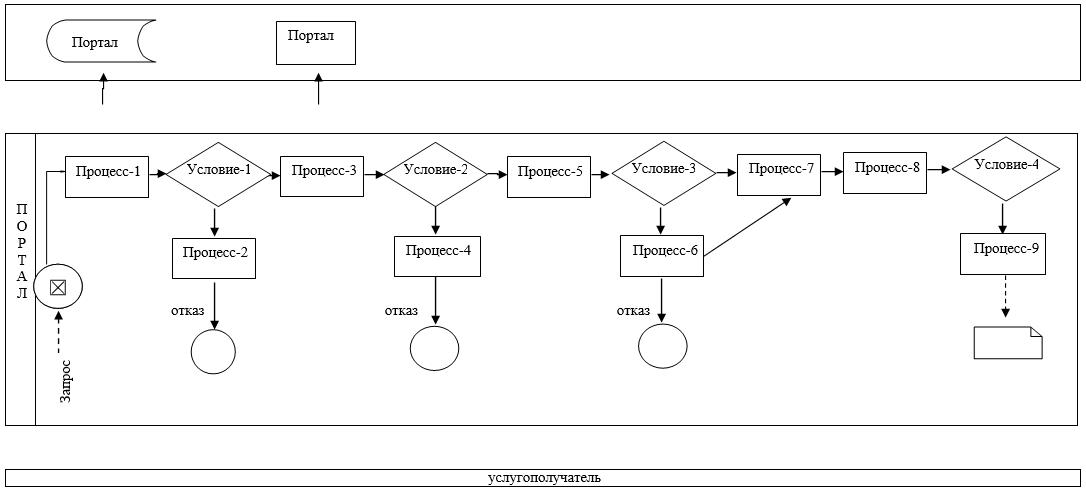 Портал
Портал
ПОРТАЛ
Процесс-1
Условие-1
Процесс-3
Условие-2
Процесс-5
Условие-3
Процесс-7
Процесс-8
Условие-4
Процесс-2
Процесс-4
Процесс-6
Процесс-9
отказ
отказ
отказ
Запрос
услугополучатель